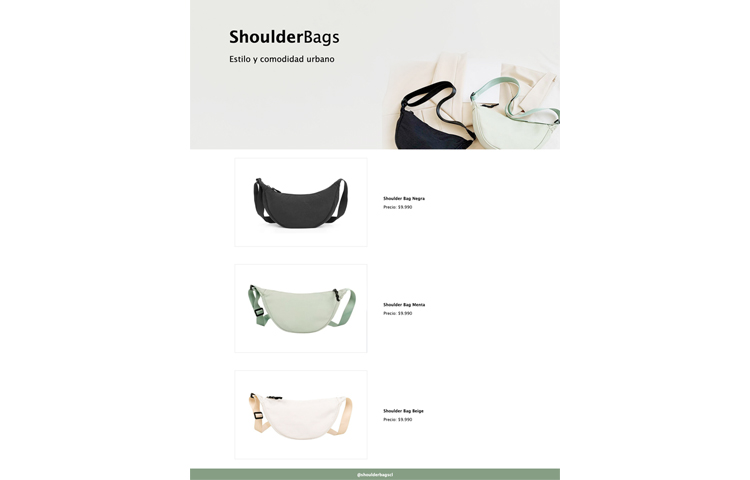 ShoulderBags
Estilo y comodidad urbano
Shoulder Bag Negra
Precio: $9.990
Shoulder Bag Menta
Precio: $9.990
Shoulder Bag Beige
Precio: $9.990
@shoulderbagscl